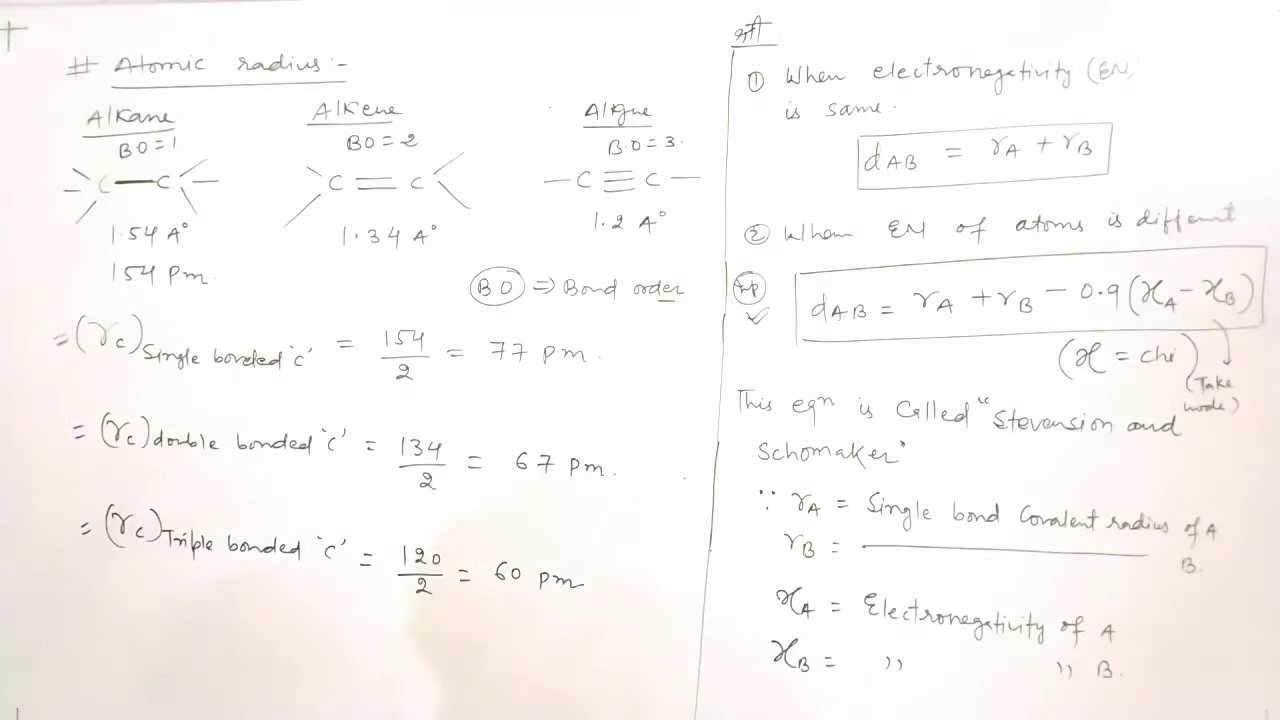 # Atomic radius :-
Alkane
BO = 1
C — C
1.54 A°
154 Pm.
Alkene
BO = 2
C = C
1.34 A°
Alkyne
B.O = 3
— C ≡ C —
1.2 A°
BO ⇒ Bond order
= (rc) Single bonded 'c' = 154/2 = 77 pm.
= (rc) double bonded 'c' = 134/2 = 67 pm.
= (rc) Triple bonded 'c' = 120/2 = 60 pm
① When electronegativity (EN)
is same.
dAB = rA + rB
② When EN of atoms is different
Imp
dAB = rA + rB − 0.9 (χA − χB)
(χ = chi)
(Take
mode)
This eqn is Called "Stevension and
Schomaker"
∵ rA = Single bond Covalent radius of A
rB = ———— B.
χA = Electronegativity of A
χB = ,, ,, B.